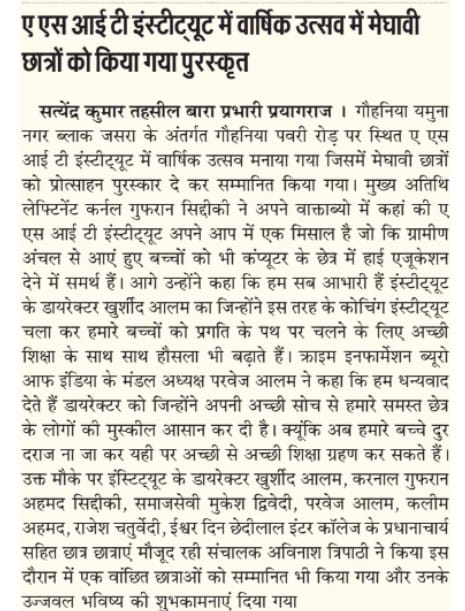 ए एस आई टी इंस्टीट्यूट में वार्षिक उत्सव में मेघावी
छात्रों को किया गया पुरस्कृत
सत्येंद्र कुमार तहसील बारा प्रभारी प्रयागराज । गौहनिया यमुना
नगर ब्लाक जसरा के अंतर्गत गौहनिया पवरी रोड़ पर स्थित ए एस
आई टी इंस्टीट्यूट में वार्षिक उत्सव मनाया गया जिसमें मेघावी छात्रों
को प्रोत्साहन पुरस्कार दे कर सम्मानित किया गया। मुख्य अतिथि
लेफ्टिनेंट कर्नल गुफरान सिद्दीकी ने अपने वाक्ताब्यो में कहां की ए
एस आई टी इंस्टीट्यूट अपने आप में एक मिसाल है जो कि ग्रामीण
अंचल से आएं हुए बच्चों को भी कंप्यूटर के छेत्र में हाई एजूकेशन
देने में समर्थ हैं। आगे उन्होंने कहा कि हम सब आभारी हैं इंस्टीट्यूट
के डायरेक्टर खुर्शीद आलम का जिन्होंने इस तरह के कोचिंग इंस्टीट्यूट
चला कर हमारे बच्चों को प्रगति के पथ पर चलने के लिए अच्छी
शिक्षा के साथ साथ हौसला भी बढ़ाते हैं। क्राइम इनफार्मेशन ब्यूरो
आफ इंडिया के मंडल अध्यक्ष परवेज आलम ने कहा कि हम धन्यवाद
देते हैं डायरेक्टर को जिन्होंने अपनी अच्छी सोच से हमारे समस्त छेत्र
के लोगों की मुस्कील आसान कर दी है। क्यूंकि अब हमारे बच्चे दुर
दराज ना जा कर यही पर अच्छी से अच्छी शिक्षा ग्रहण कर सकते हैं।
उक्त मौके पर इंस्टिट्यूट के डायरेक्टर खुर्शीद आलम, करनाल गुफरान
अहमद सिद्दीकी, समाजसेवी मुकेश द्विवेदी, परवेज आलम, कलीम
अहमद, राजेश चतुर्वेदी, ईश्वर दिन छेदीलाल इंटर कॉलेज के प्रधानाचार्य
सहित छात्र छात्राएं मौजूद रही संचालक अविनाश त्रिपाठी ने किया इस
दौरान में एक वांछित छात्राओं को सम्मानित भी किया गया और उनके
उज्जवल भविष्य की शुभकामनाएं दिया गया